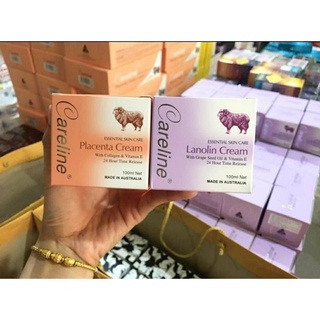 Careline®
ESSENTIAL SKIN CARE
Placenta Cream
With Collagen & Vitamin E
24 Hour Time Release
100ml Net
MADE IN AUSTRALIA
Careline®
ESSENTIAL SKIN CARE
Lanolin Cream
With Grape Seed Oil & Vitamin E
24 Hour Time Release
100ml Net
MADE IN AUSTRALIA